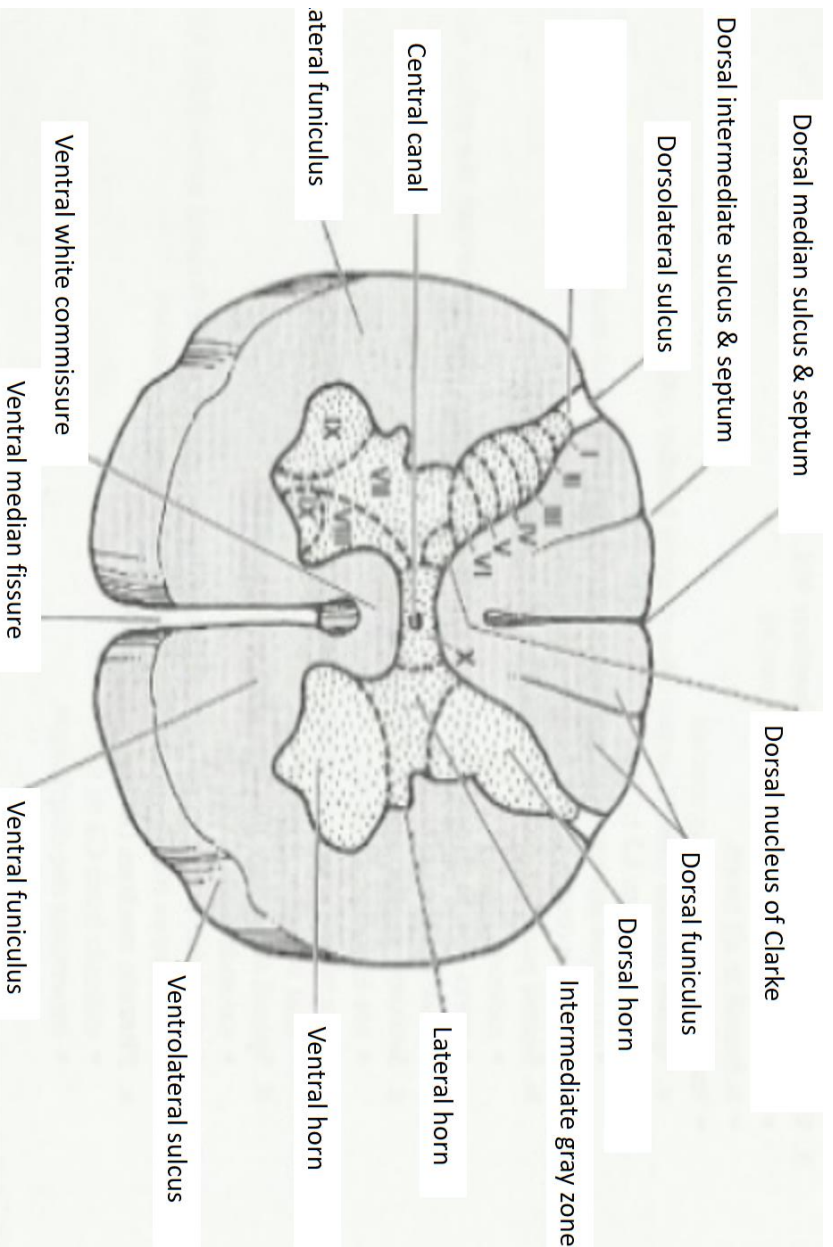 Dorsal median sulcus & septum
Dorsal nucleus of Clarke
Dorsal intermediate sulcus & septum
Dorsolateral sulcus
Dorsal funiculus
Dorsal horn
Intermediate gray zone
I
II
III
IV
V
VI
X
Central canal
Lateral horn
VII
VIII
IX
IX
ateral funiculus
Ventral horn
Ventrolateral sulcus
Ventral white commissure
Ventral median fissure
Ventral funiculus